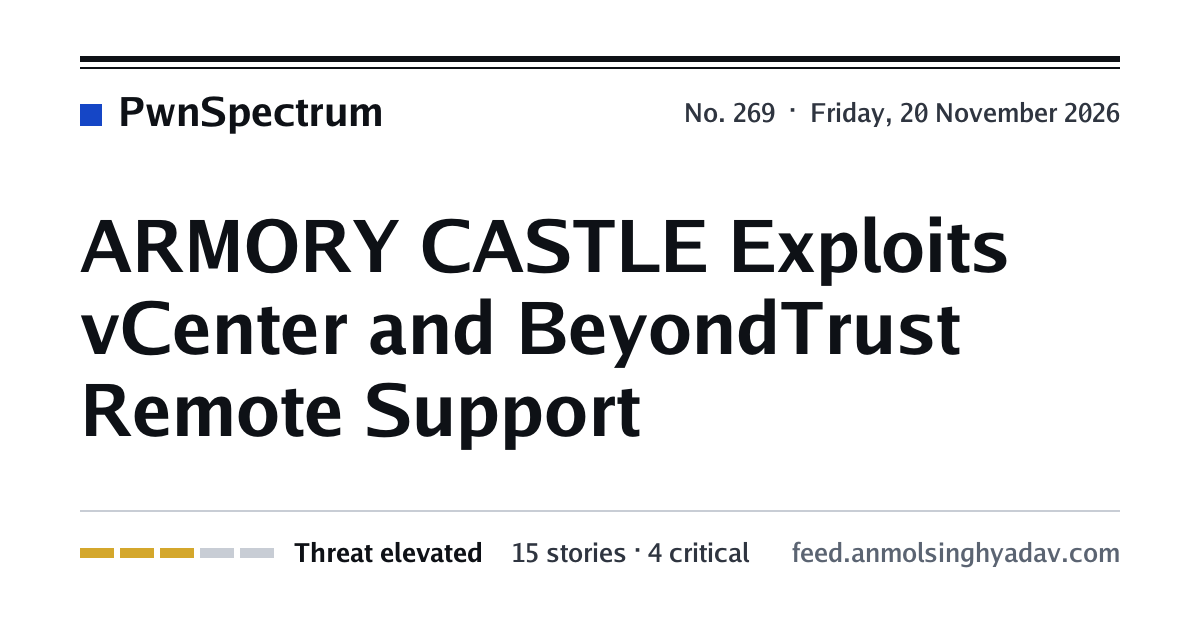 PwnSpectrum
No. 269 · Friday, 20 November 2026
ARMORY CASTLE Exploits
vCenter and BeyondTrust
Remote Support
Threat elevated
15 stories · 4 critical
feed.anmolsinghyadav.com